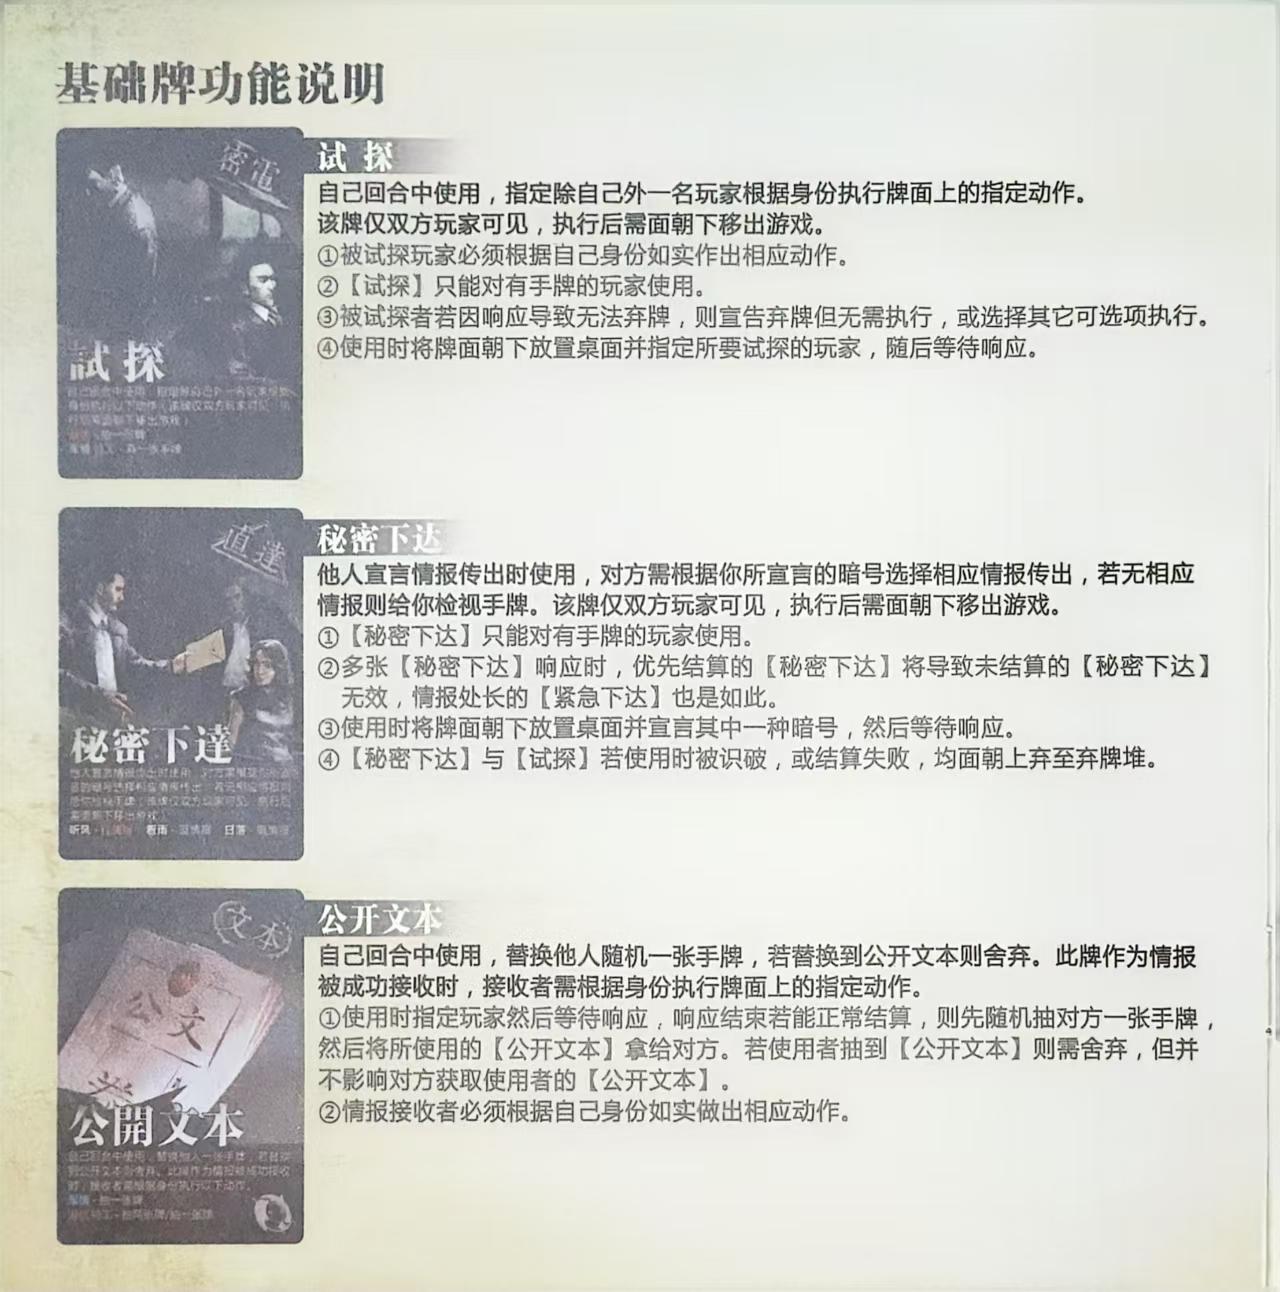 基础牌功能说明
密電
试 探
自己回合中使用，指定除自己外一名玩家根据身份执行牌面上的指定动作。
该牌仅双方玩家可见，执行后需面朝下移出游戏。
①被试探玩家必须根据自己身份如实作出相应动作。
②【试探】只能对有手牌的玩家使用。
③被试探者若因响应导致无法弃牌，则宣告弃牌但无需执行，或选择其它可选项执行。
④使用时将牌面朝下放置桌面并指定所要试探的玩家，随后等待响应。
試探
直達
秘密下达
他人宣言情报传出时使用，对方需根据你所宣言的暗号选择相应情报传出，若无相应
情报则给你检视手牌。该牌仅双方玩家可见，执行后需面朝下移出游戏。
①【秘密下达】只能对有手牌的玩家使用。
②多张【秘密下达】响应时，优先结算的【秘密下达】将导致未结算的【秘密下达】
无效，情报处长的【紧急下达】也是如此。
③使用时将牌面朝下放置桌面并宣言其中一种暗号，然后等待响应。
④【秘密下达】与【试探】若使用时被识破，或结算失败，均面朝上弃至弃牌堆。
秘密下達
听风 看雨 日落
文本
公开文本
自己回合中使用，替换他人随机一张手牌，若替换到公开文本则舍弃。此牌作为情报
被成功接收时，接收者需根据身份执行牌面上的指定动作。
①使用时指定玩家然后等待响应，响应结束若能正常结算，则先随机抽对方一张手牌，
然后将所使用的【公开文本】拿给对方。若使用者抽到【公开文本】则需舍弃，但并
不影响对方获取使用者的【公开文本】。
②情报接收者必须根据自己身份如实做出相应动作。
公文
公開文本